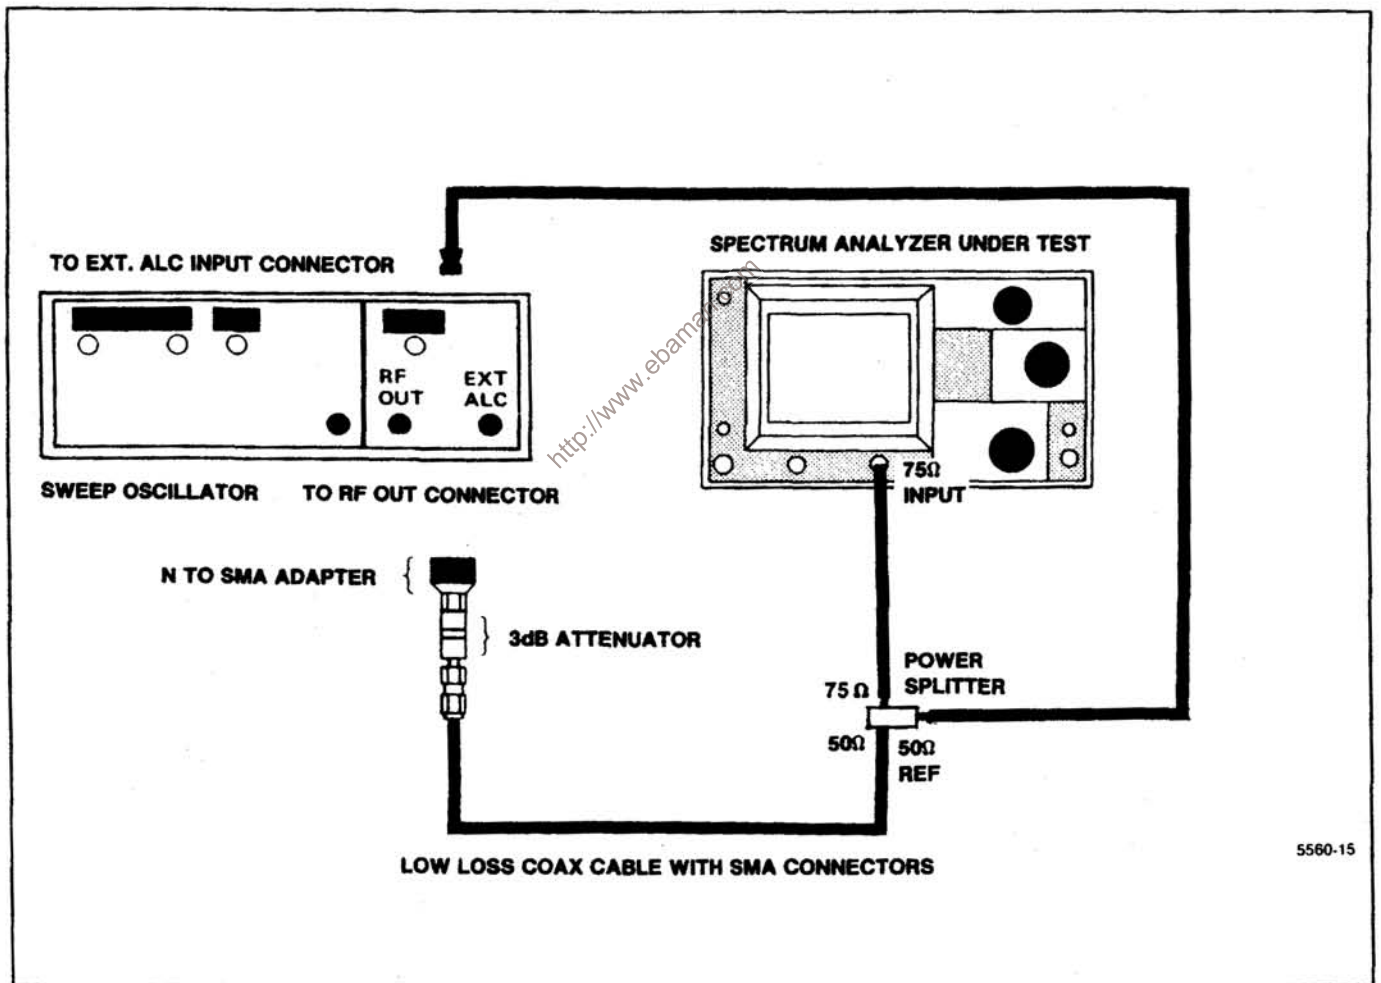 SPECTRUM ANALYZER UNDER TEST
TO EXT. ALC INPUT CONNECTOR
RF
OUT
EXT
ALC
http://www.ebaman
.com
75Ω
INPUT
SWEEP OSCILLATOR
TO RF OUT CONNECTOR
N TO SMA ADAPTER
3dB ATTENUATOR
POWER
SPLITTER
75Ω
50Ω
50Ω
REF
LOW LOSS COAX CABLE WITH SMA CONNECTORS
5560-15